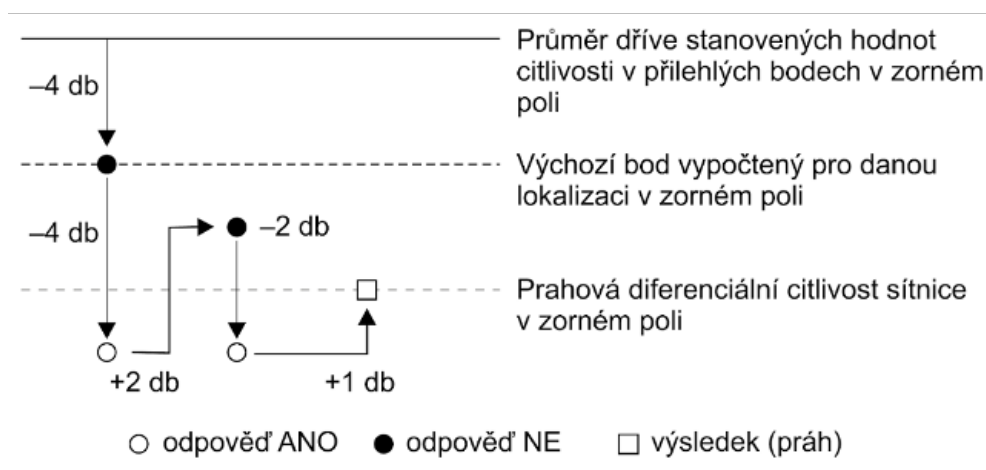 Průměr dříve stanovených hodnot
citlivosti v přilehlých bodech v zorném
poli
–4 db
Výchozí bod vypočtený pro danou
lokalizaci v zorném poli
–4 db
–2 db
Prahová diferenciální citlivost sítnice
v zorném poli
+2 db
+1 db
odpověď ANO
odpověď NE
výsledek (práh)